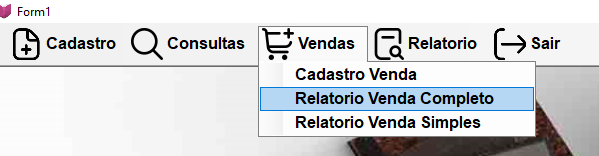 Form1
Cadastro Consultas Vendas Relatorio Sair
Cadastro Venda
Relatorio Venda Completo
Relatorio Venda Simples